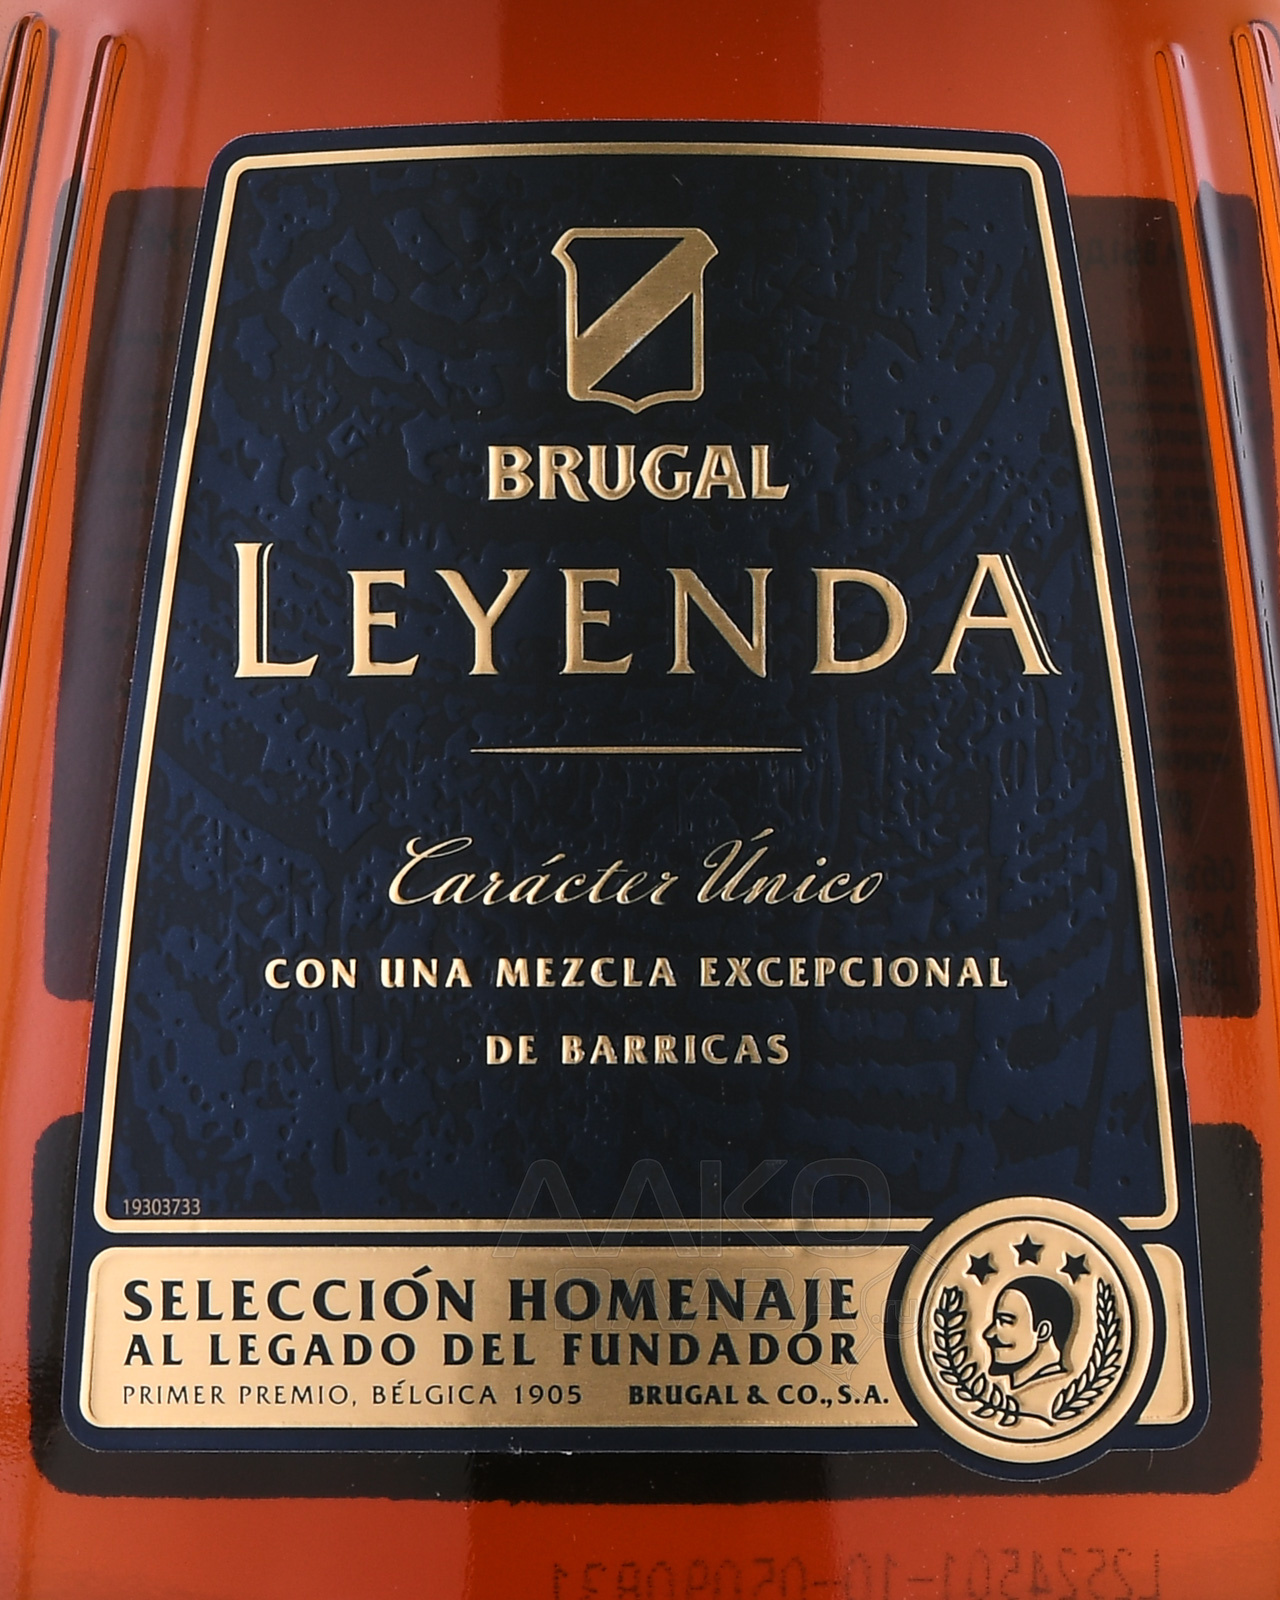 BRUGAL
LEYENDA
Carácter Único
CON UNA MEZCLA EXCEPCIONAL
DE BARRICAS
19303733
SELECCIÓN HOMENAJE
AL LEGADO DEL FUNDADOR
PRIMER PREMIO, BÉLGICA 1905 BRUGAL & CO., S.A.